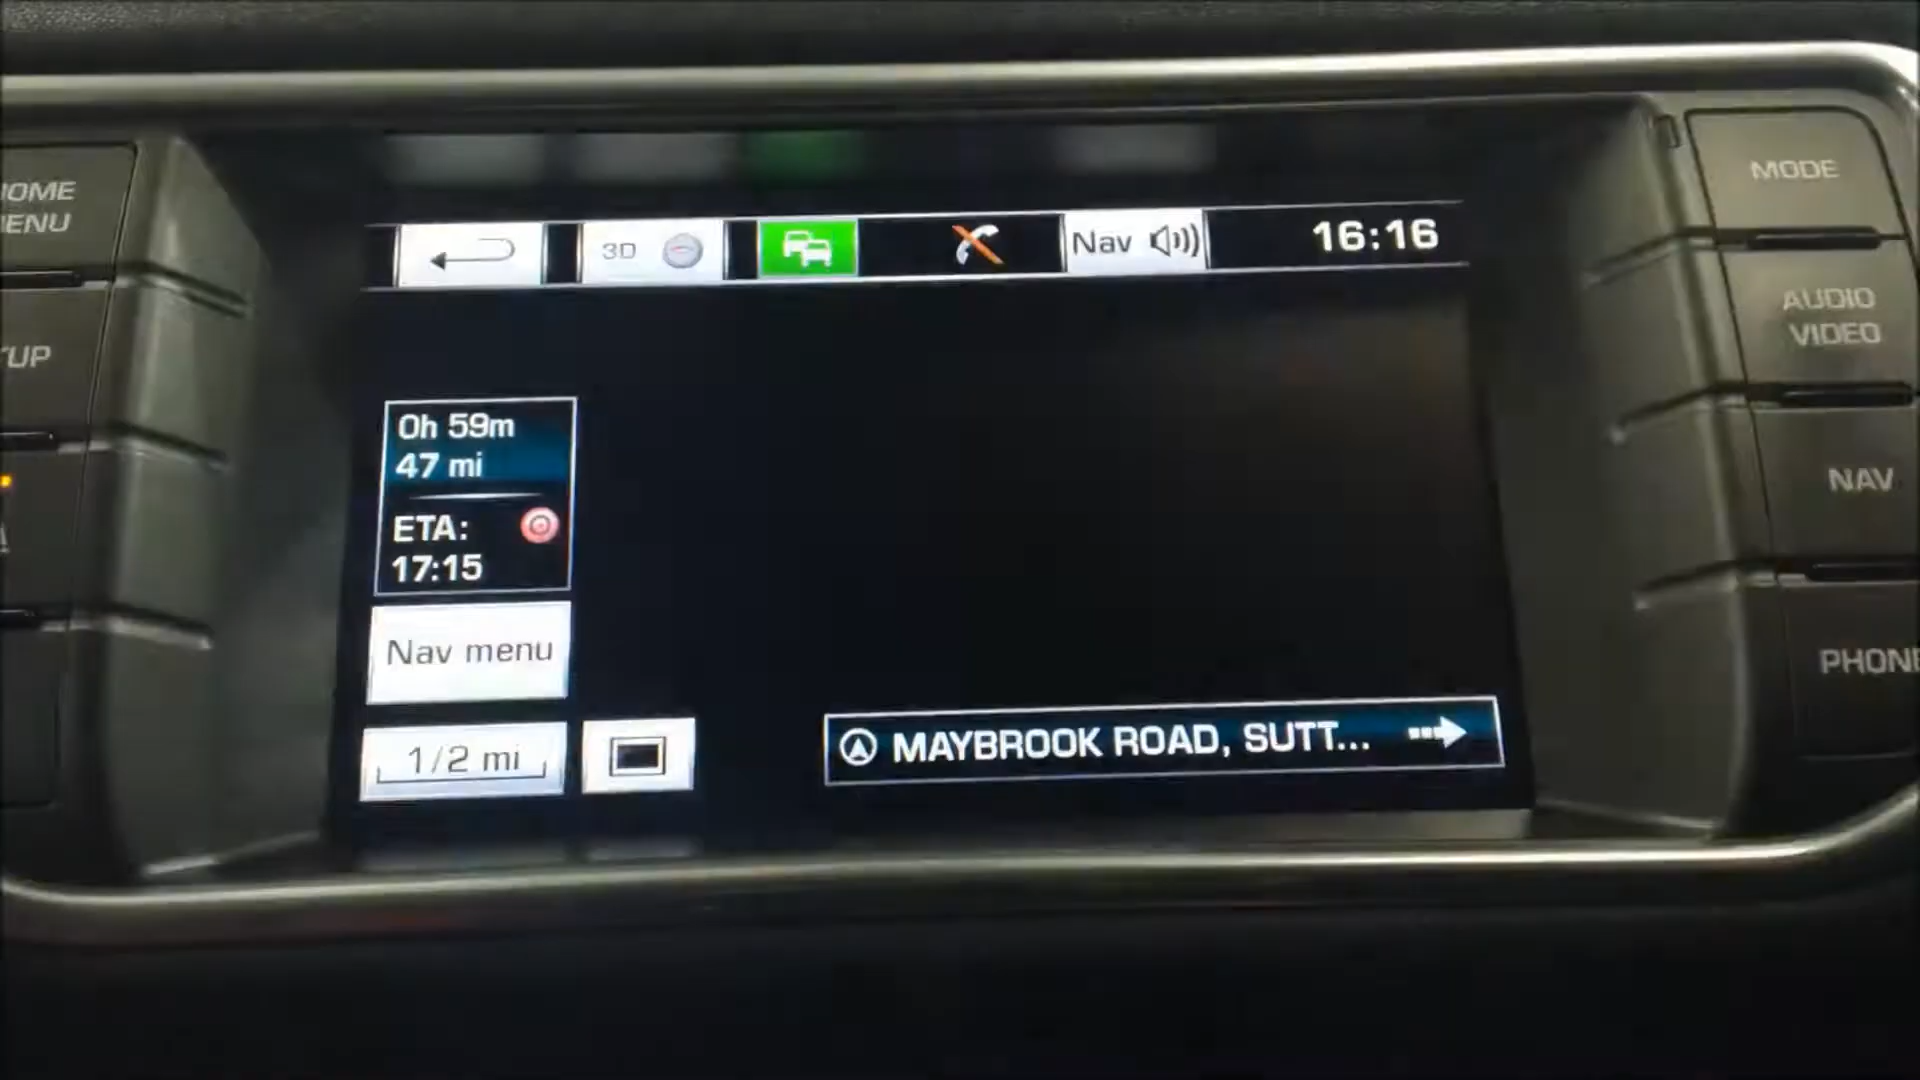 OME
ENU
UP
3D
Nav
16:16
0h 59m
47 mi
ETA:
17:15
Nav menu
1/2 mi
MAYBROOK ROAD, SUTT...
MODE
AUDIO
VIDEO
NAV
PHONE